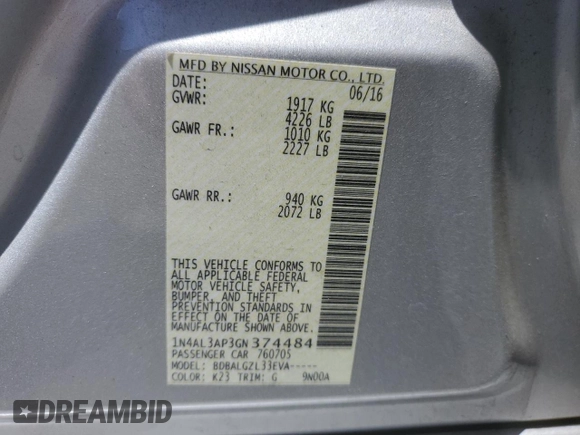 MFD BY NISSAN MOTOR CO., LTD.
DATE: 06/16
GVWR: 1917 KG
4226 LB
GAWR FR.: 1010 KG
2227 LB
GAWR RR.: 940 KG
2072 LB
THIS VEHICLE CONFORMS TO
ALL APPLICABLE FEDERAL
MOTOR VEHICLE SAFETY,
BUMPER, AND THEFT
PREVENTION STANDARDS IN
EFFECT ON THE DATE OF
MANUFACTURE SHOWN ABOVE.
1N4AL3AP3GN374484
PASSENGER CAR 760705
MODEL: BDBALGZL33EVA-----
COLOR: K23 TRIM: G 9N00A
DREAMBID